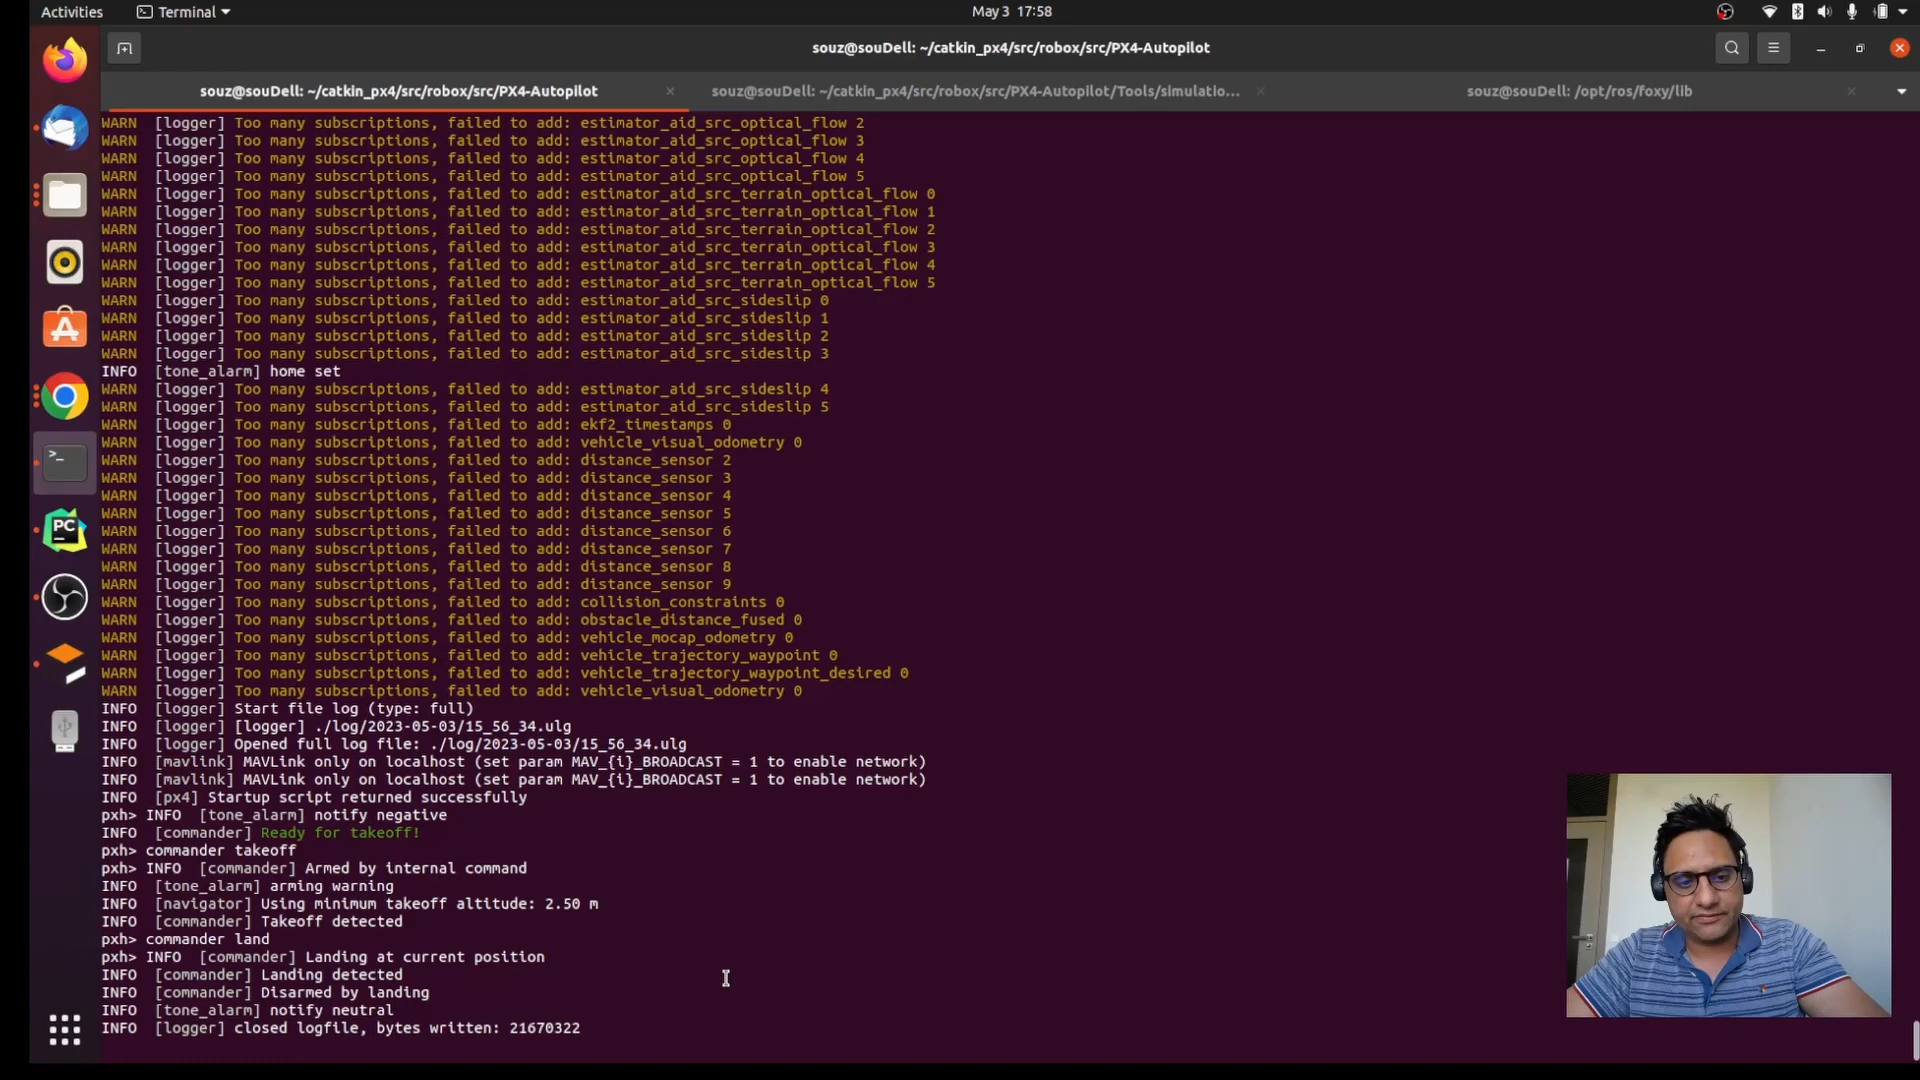 Activities
Terminal
May 3 17:58
souz@souDell: ~/catkin_px4/src/robox/src/PX4-Autopilot
souz@souDell: ~/catkin_px4/src/robox/src/PX4-Autopilot
souz@souDell: ~/catkin_px4/src/robox/src/PX4-Autopilot/Tools/simulatio...
souz@souDell: /opt/ros/foxy/lib
WARN [logger] Too many subscriptions, failed to add: estimator_aid_src_optical_flow 2
WARN [logger] Too many subscriptions, failed to add: estimator_aid_src_optical_flow 3
WARN [logger] Too many subscriptions, failed to add: estimator_aid_src_optical_flow 4
WARN [logger] Too many subscriptions, failed to add: estimator_aid_src_optical_flow 5
WARN [logger] Too many subscriptions, failed to add: estimator_aid_src_terrain_optical_flow 0
WARN [logger] Too many subscriptions, failed to add: estimator_aid_src_terrain_optical_flow 1
WARN [logger] Too many subscriptions, failed to add: estimator_aid_src_terrain_optical_flow 2
WARN [logger] Too many subscriptions, failed to add: estimator_aid_src_terrain_optical_flow 3
WARN [logger] Too many subscriptions, failed to add: estimator_aid_src_terrain_optical_flow 4
WARN [logger] Too many subscriptions, failed to add: estimator_aid_src_terrain_optical_flow 5
WARN [logger] Too many subscriptions, failed to add: estimator_aid_src_sideslip 0
WARN [logger] Too many subscriptions, failed to add: estimator_aid_src_sideslip 1
WARN [logger] Too many subscriptions, failed to add: estimator_aid_src_sideslip 2
WARN [logger] Too many subscriptions, failed to add: estimator_aid_src_sideslip 3
INFO [tone_alarm] home set
WARN [logger] Too many subscriptions, failed to add: estimator_aid_src_sideslip 4
WARN [logger] Too many subscriptions, failed to add: estimator_aid_src_sideslip 5
WARN [logger] Too many subscriptions, failed to add: ekf2_timestamps 0
WARN [logger] Too many subscriptions, failed to add: vehicle_visual_odometry 0
WARN [logger] Too many subscriptions, failed to add: distance_sensor 2
WARN [logger] Too many subscriptions, failed to add: distance_sensor 3
WARN [logger] Too many subscriptions, failed to add: distance_sensor 4
WARN [logger] Too many subscriptions, failed to add: distance_sensor 5
WARN [logger] Too many subscriptions, failed to add: distance_sensor 6
WARN [logger] Too many subscriptions, failed to add: distance_sensor 7
WARN [logger] Too many subscriptions, failed to add: distance_sensor 8
WARN [logger] Too many subscriptions, failed to add: distance_sensor 9
WARN [logger] Too many subscriptions, failed to add: collision_constraints 0
WARN [logger] Too many subscriptions, failed to add: obstacle_distance_fused 0
WARN [logger] Too many subscriptions, failed to add: vehicle_mocap_odometry 0
WARN [logger] Too many subscriptions, failed to add: vehicle_trajectory_waypoint 0
WARN [logger] Too many subscriptions, failed to add: vehicle_trajectory_waypoint_desired 0
WARN [logger] Too many subscriptions, failed to add: vehicle_visual_odometry 0
INFO [logger] Start file log (type: full)
INFO [logger] [logger] ./log/2023-05-03/15_56_34.ulg
INFO [logger] Opened full log file: ./log/2023-05-03/15_56_34.ulg
INFO [mavlink] MAVLink only on localhost (set param MAV_{i}_BROADCAST = 1 to enable network)
INFO [mavlink] MAVLink only on localhost (set param MAV_{i}_BROADCAST = 1 to enable network)
INFO [px4] Startup script returned successfully
pxh> INFO [tone_alarm] notify negative
INFO [commander] Ready for takeoff!
pxh> commander takeoff
pxh> INFO [commander] Armed by internal command
INFO [tone_alarm] arming warning
INFO [navigator] Using minimum takeoff altitude: 2.50 m
INFO [commander] Takeoff detected
pxh> commander land
pxh> INFO [commander] Landing at current position
INFO [commander] Landing detected
INFO [commander] Disarmed by landing
INFO [tone_alarm] notify neutral
INFO [logger] closed logfile, bytes written: 21670322
PC